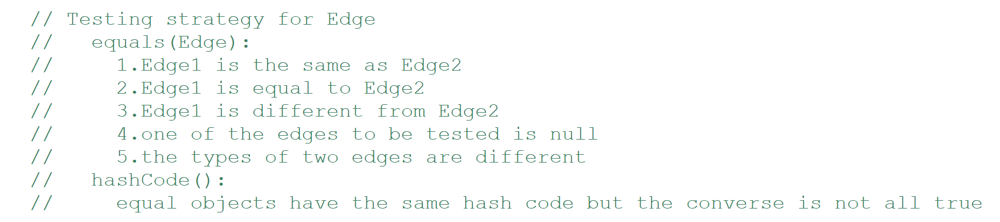 // Testing strategy for Edge
//   equals(Edge):
//     1.Edge1 is the same as Edge2
//     2.Edge1 is equal to Edge2
//     3.Edge1 is different from Edge2
//     4.one of the edges to be tested is null
//     5.the types of two edges are different
//   hashCode():
//     equal objects have the same hash code but the converse is not all true